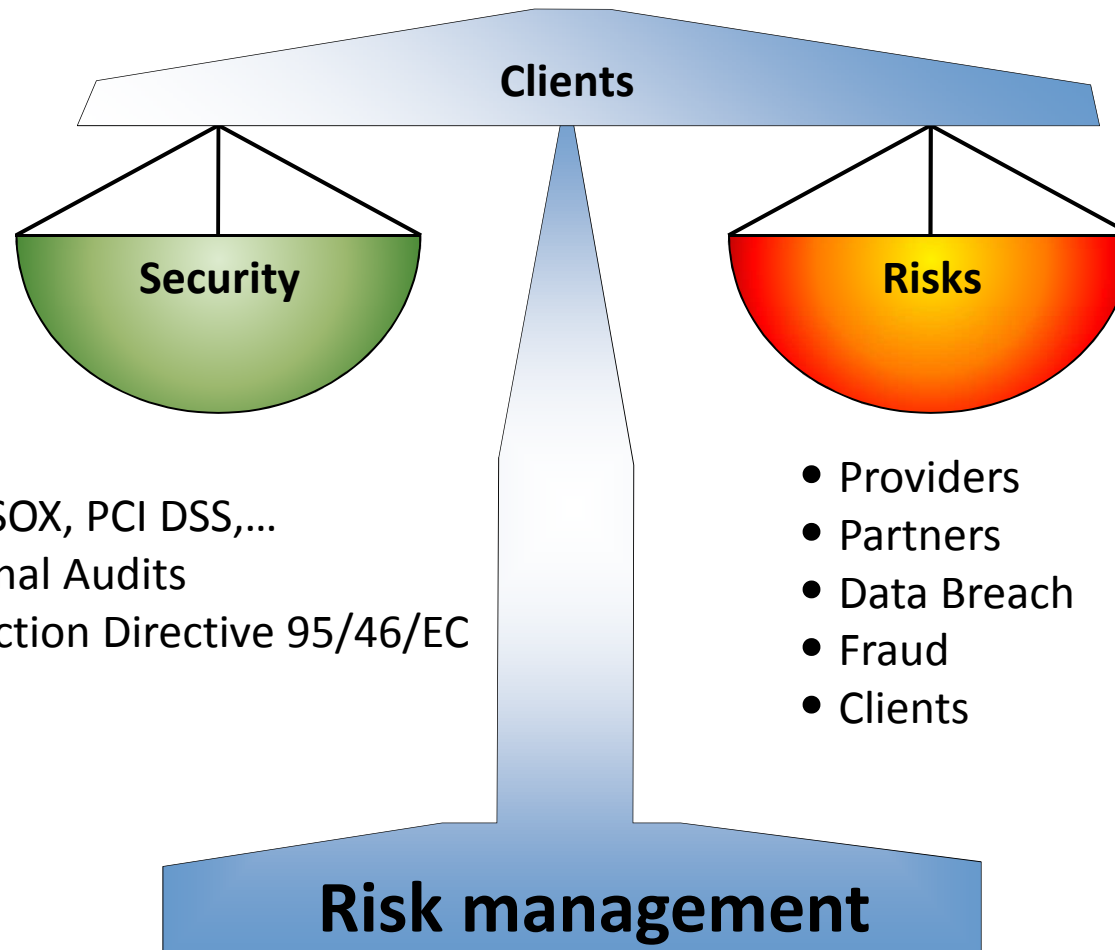 Clients
Security
Risks
SOX, PCI DSS,...
nal Audits
ction Directive 95/46/EC
• Providers
• Partners
• Data Breach
• Fraud
• Clients
Risk management